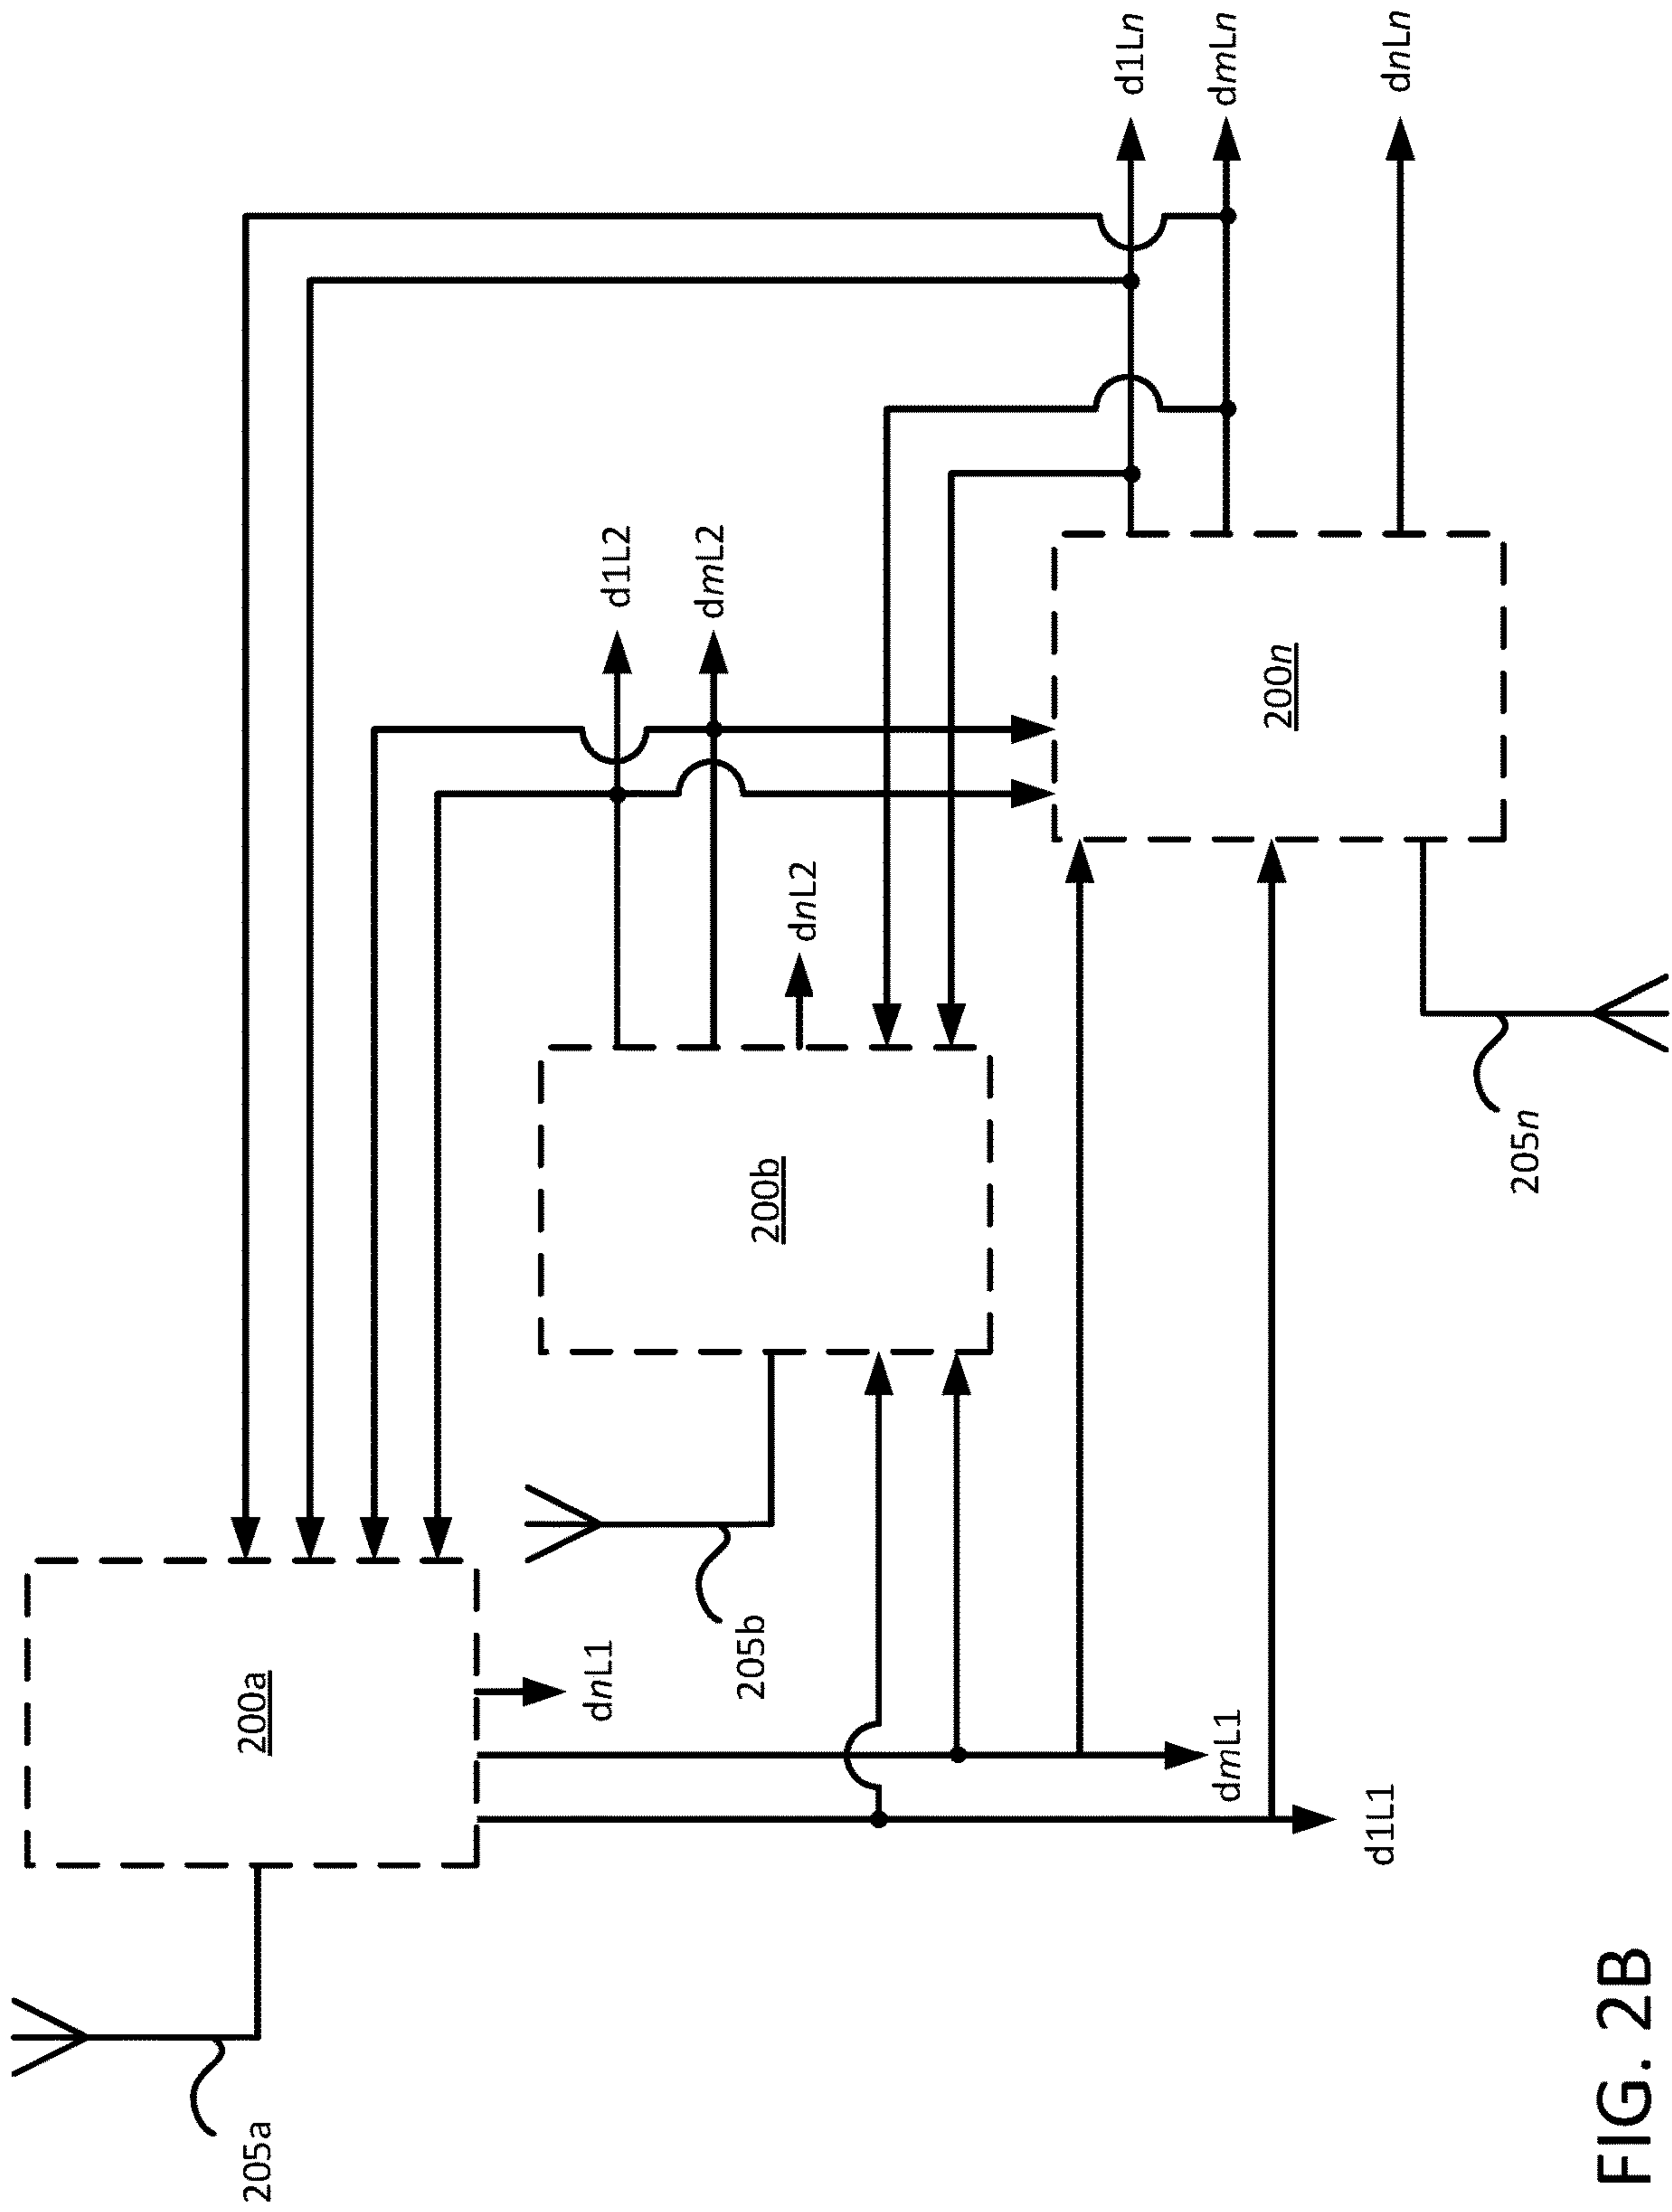 205a
200a
dnL1
dmL1
d1L1
205b
200b
d1L2
dmL2
dnL2
205n
200n
d1Ln
dmLn
dnLn
FIG. 2B